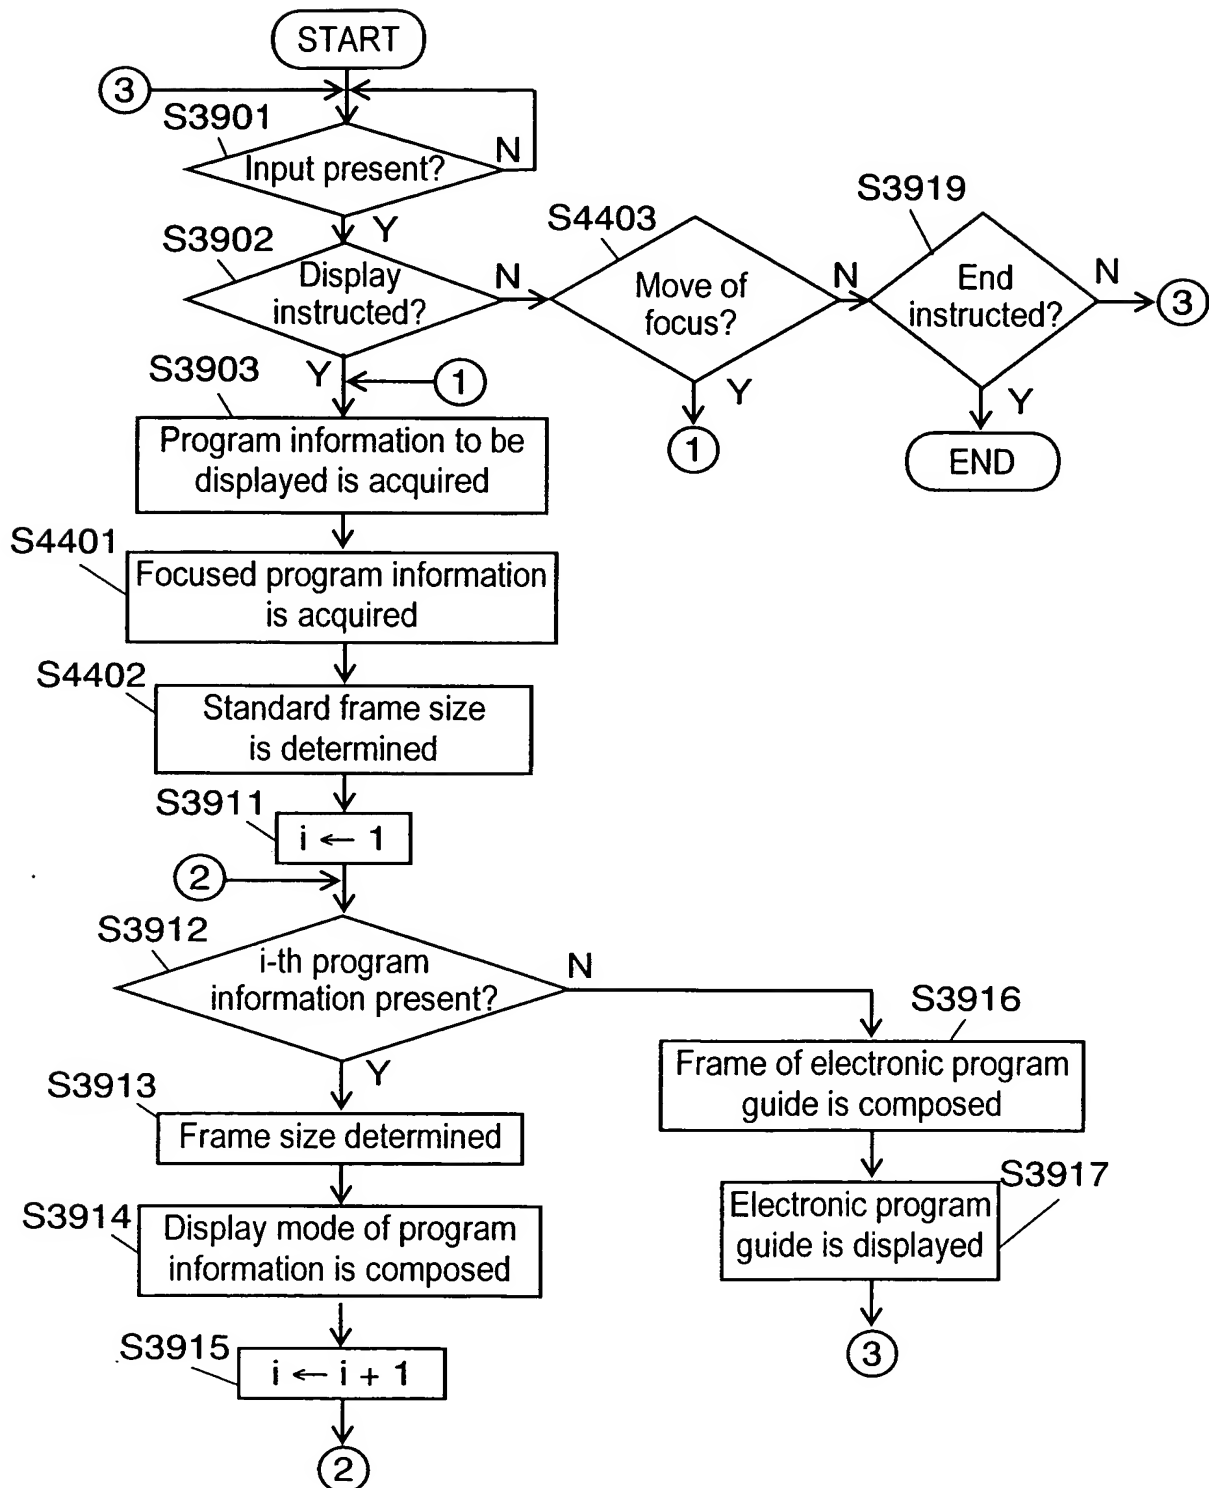 START
3
S3901
Input present?
N
Y
S3902
Display
instructed?
N
Y
S4403
Move of
focus?
N
Y
1
S3919
End
instructed?
N
3
Y
END
1
S3903
Program information to be
displayed is acquired
S4401
Focused program information
is acquired
S4402
Standard frame size
is determined
S3911
i ← 1
2
S3912
i-th program
information present?
N
Y
S3913
Frame size determined
S3914
Display mode of program
information is composed
S3915
i ← i + 1
2
S3916
Frame of electronic program
guide is composed
S3917
Electronic program
guide is displayed
3